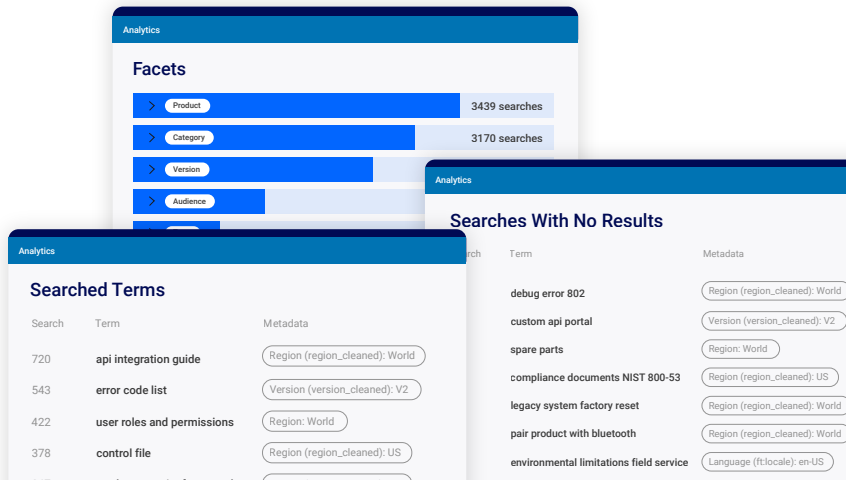 Analytics
Facets
Product
3439 searches
Category
3170 searches
Version
Audience
Analytics
Searches With No Results
Term Metadata
debug error 802 Region (region_cleaned): World
custom api portal Version (version_cleaned): V2
spare parts Region: World
compliance documents NIST 800-53 Region (region_cleaned): US
legacy system factory reset Region (region_cleaned): World
pair product with bluetooth Region (region_cleaned): World
environmental limitations field service Language (ft:locale): en-US
Analytics
Searched Terms
Search Term Metadata
720 api integration guide Region (region_cleaned): World
543 error code list Version (version_cleaned): V2
422 user roles and permissions Region: World
378 control file Region (region_cleaned): US